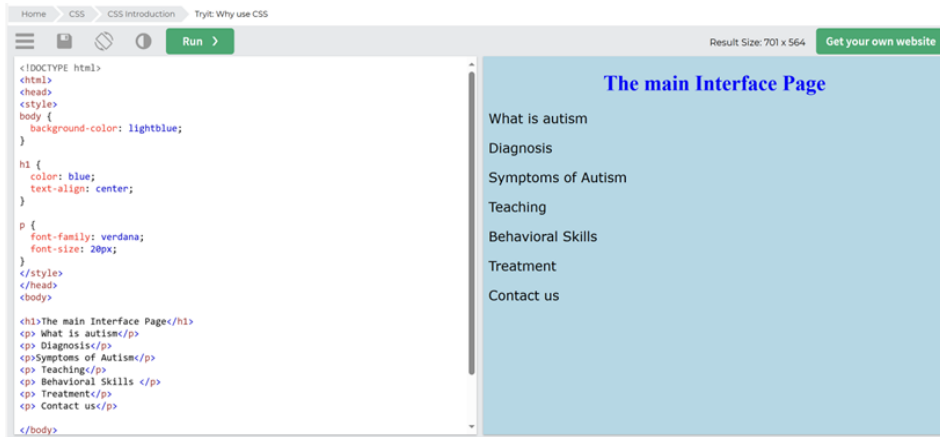 Home CSS CSS Introduction Tryit: Why use CSS
Run ❯ Result Size: 701 x 564 Get your own website
<!DOCTYPE html>
<html>
<head>
<style>
body {
  background-color: lightblue;
}

h1 {
  color: blue;
  text-align: center;
}

p {
  font-family: verdana;
  font-size: 20px;
}
</style>
</head>
<body>

<h1>The main Interface Page</h1>
<p> What is autism</p>
<p> Diagnosis</p>
<p>Symptoms of Autism</p>
<p> Teaching</p>
<p> Behavioral Skills </p>
<p> Treatment</p>
<p> Contact us</p>

</body>
The main Interface Page
What is autism
Diagnosis
Symptoms of Autism
Teaching
Behavioral Skills
Treatment
Contact us